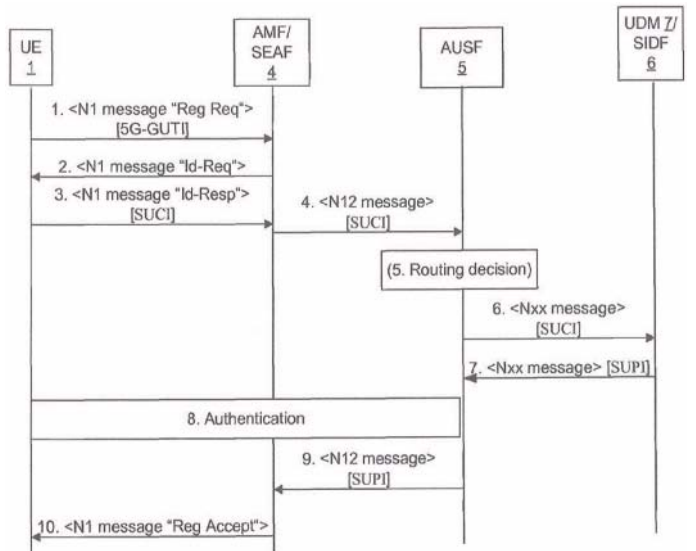 UE
1
AMF/
SEAF
4
AUSF
5
UDM 7/
SIDF
6
1. <N1 message "Reg Req">
[5G-GUTI]
2. <N1 message "Id-Req">
3. <N1 message "Id-Resp">
[SUCI]
4. <N12 message>
[SUCI]
(5. Routing decision)
6. <Nxx message>
[SUCI]
7. <Nxx message> [SUPI]
8. Authentication
9. <N12 message>
[SUPI]
10. <N1 message "Reg Accept">